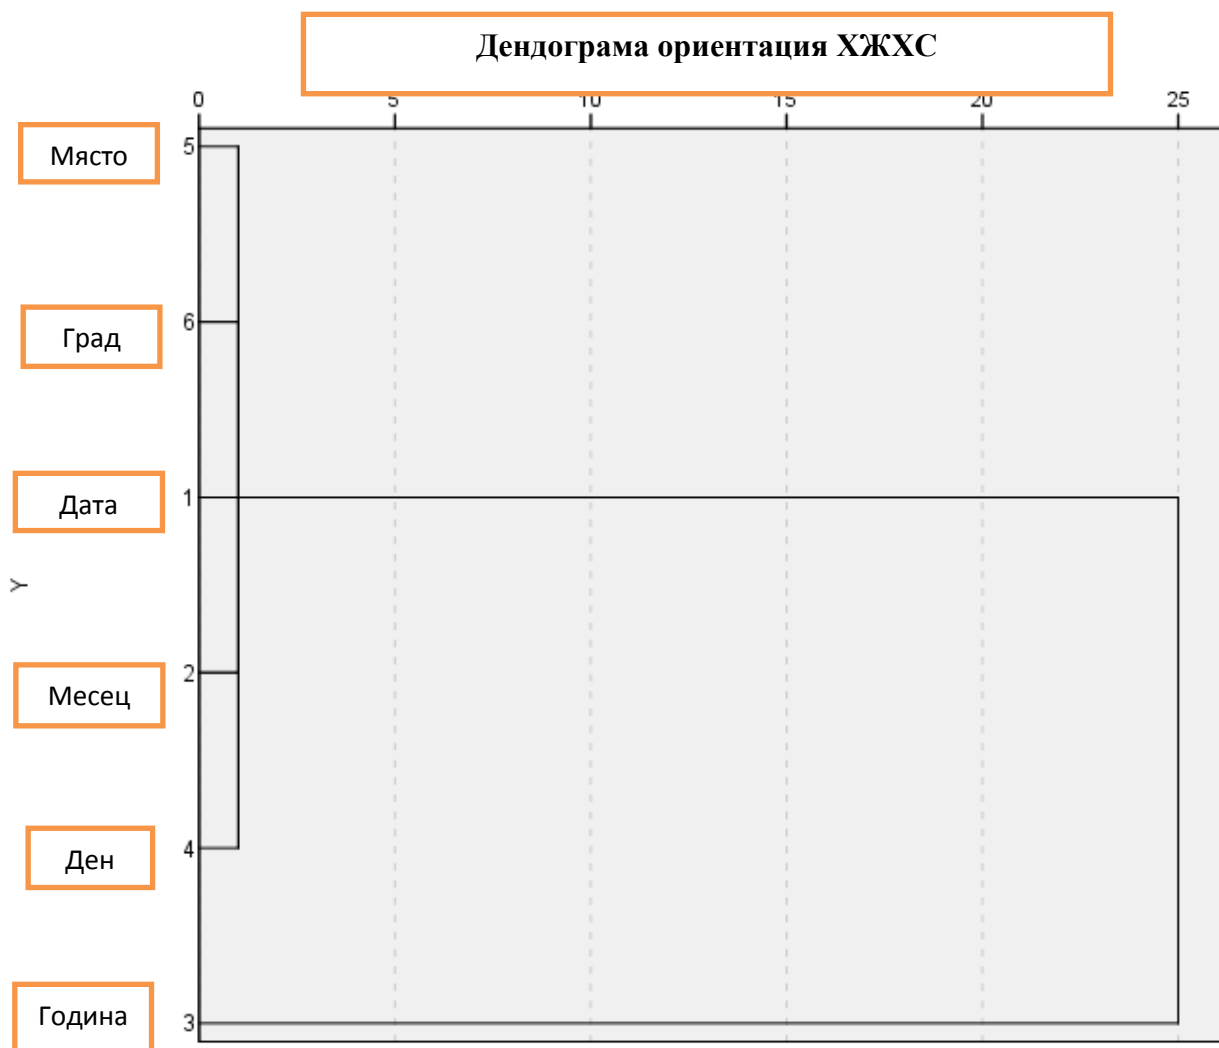 Дендограма ориентация ХЖХС
0 5 10 15 20 25
Място 5
Град 6
Дата 1
Y
Месец 2
Ден 4
Година 3